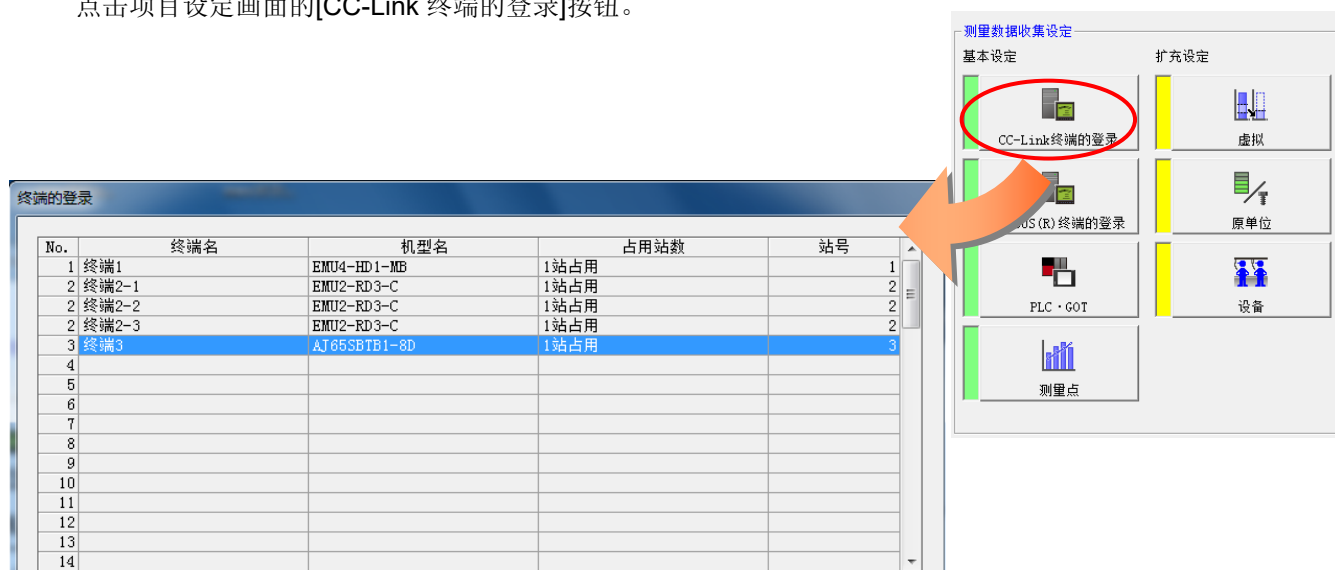 点击项目设定画面的[CC-Link 终端的登录]按钮。
测量数据收集设定
基本设定 扩充设定
CC-Link终端的登录 虚拟
US(R)终端的登录 原单位
PLC・GOT 设备
测量点
终端的登录
No. 终端名 机型名 占用站数 站号
1 终端1 EMU4-HD1-MB 1站占用 1
2 终端2-1 EMU2-RD3-C 1站占用 2
2 终端2-2 EMU2-RD3-C 1站占用 2
2 终端2-3 EMU2-RD3-C 1站占用 2
3 终端3 AJ65SBTB1-8D 1站占用 3
4
5
6
7
8
9
10
11
12
13
14